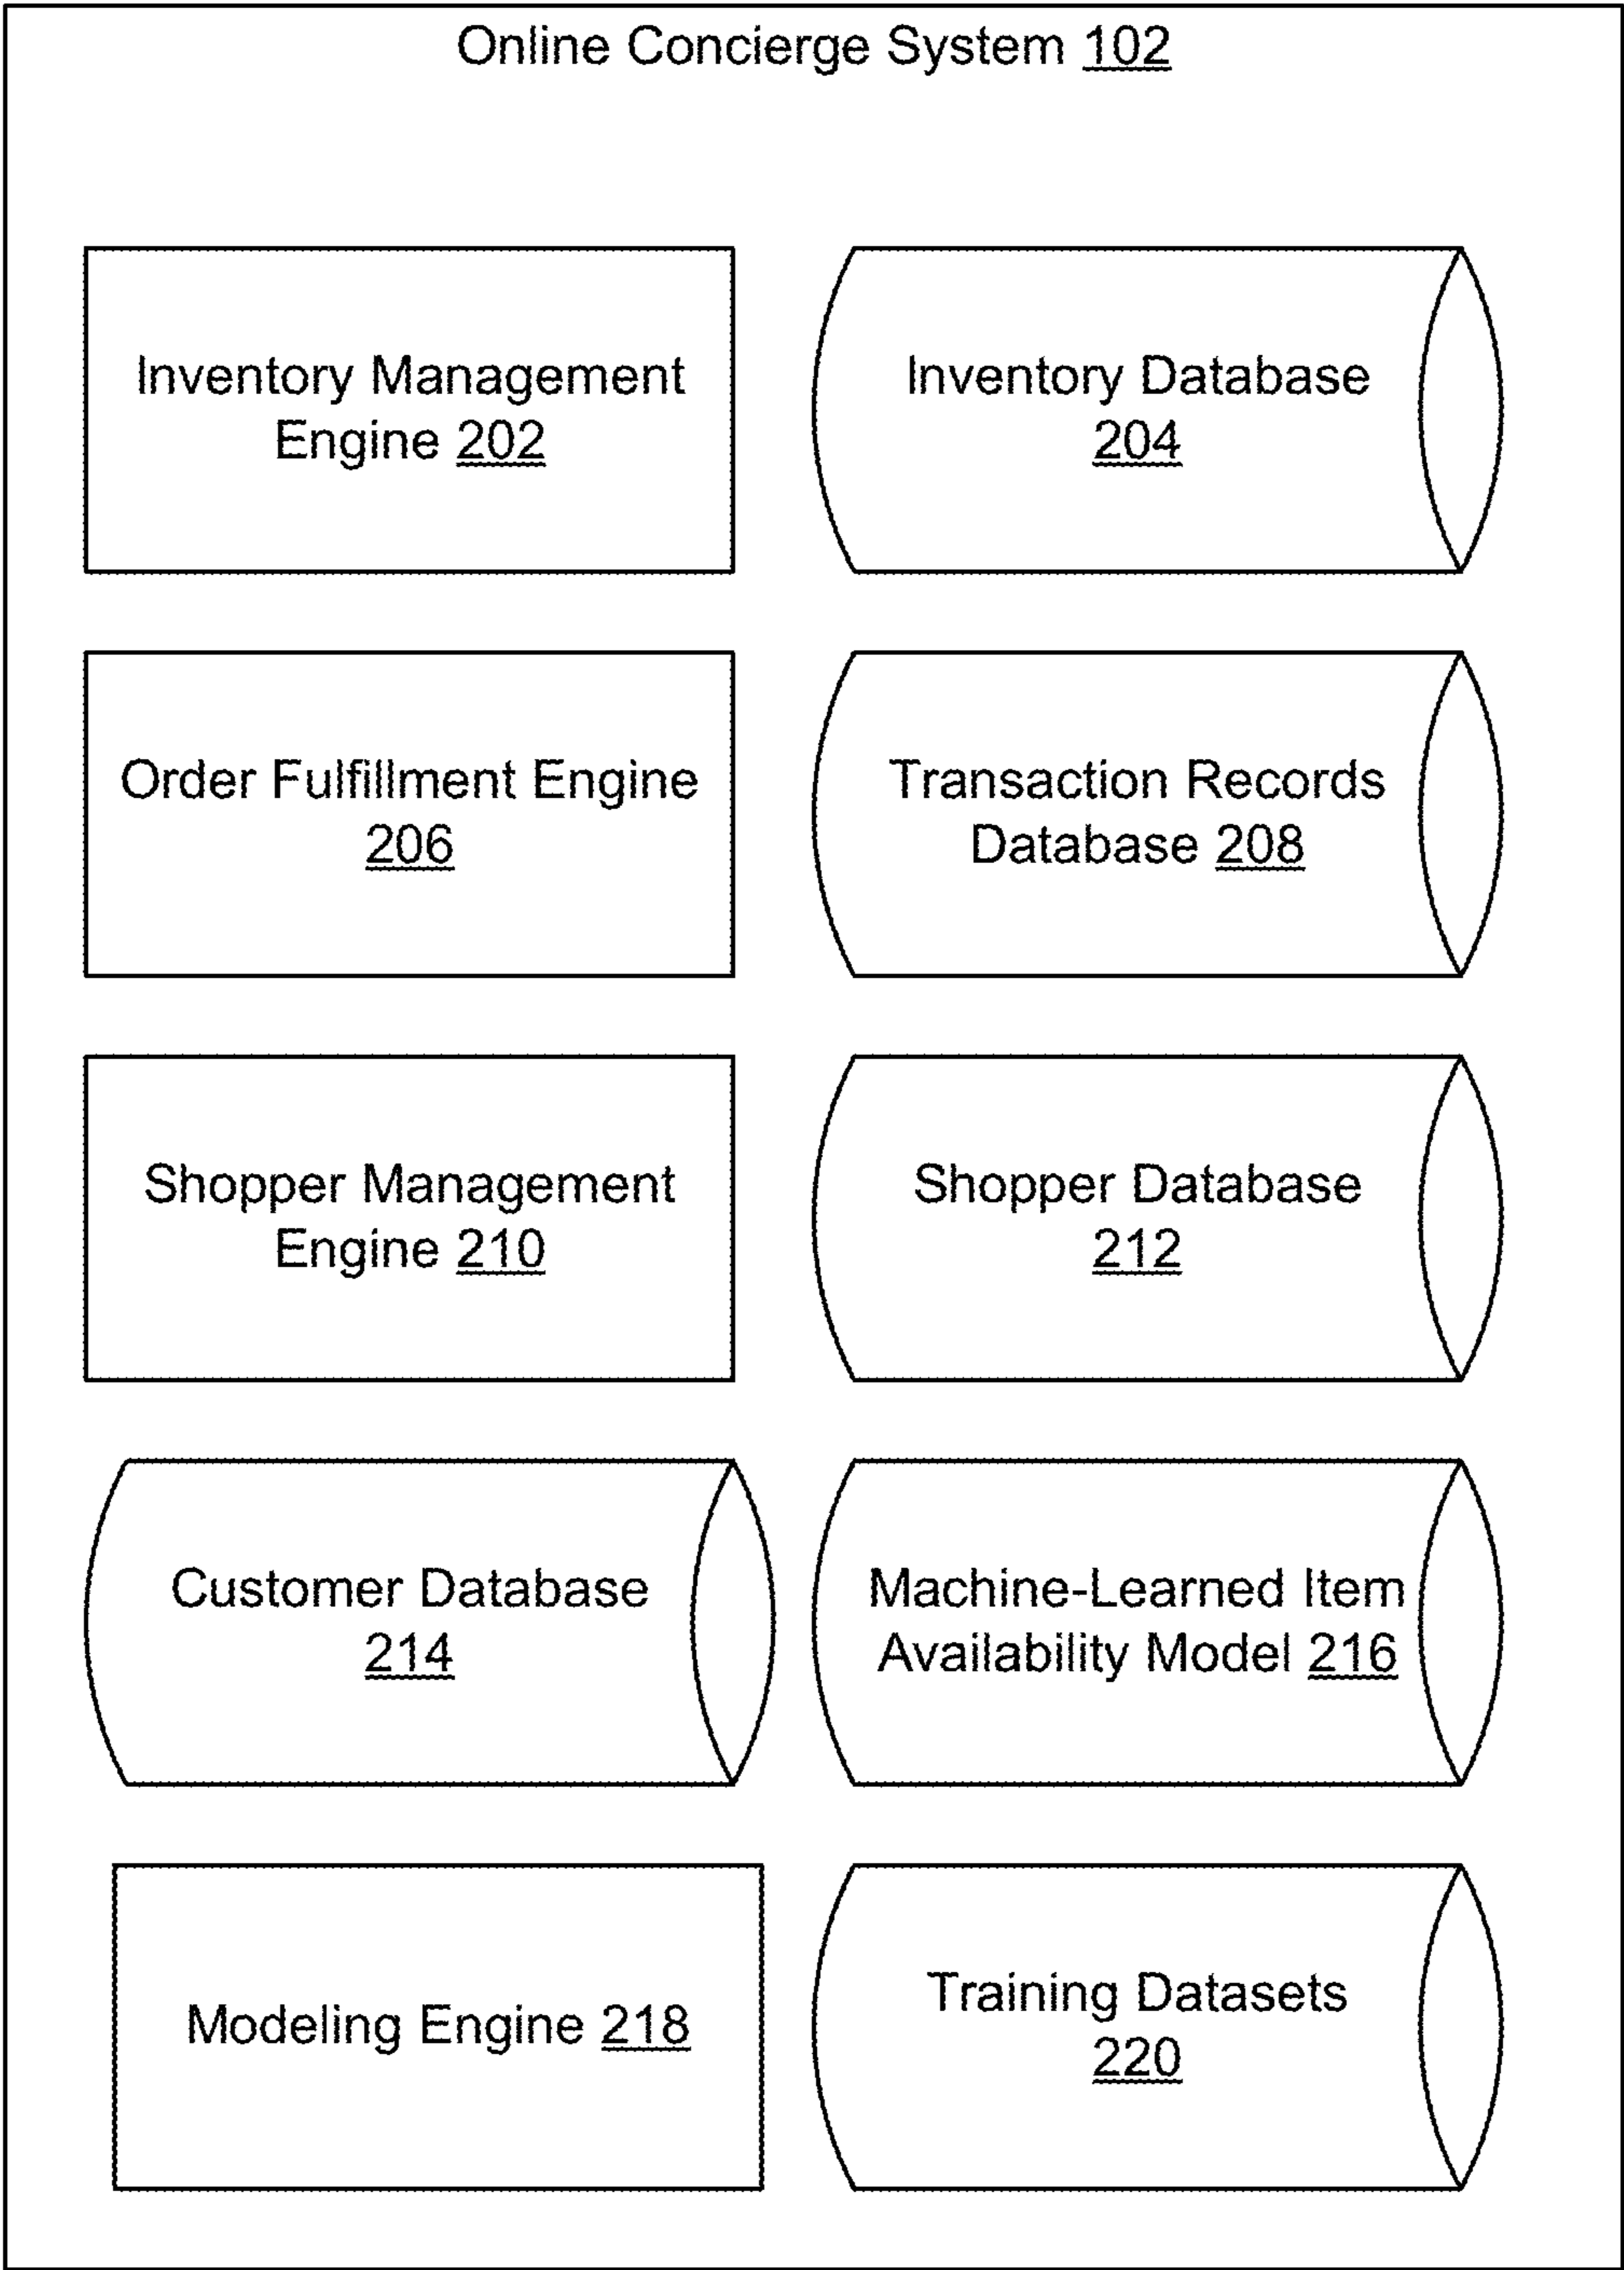 Online Concierge System 102
Inventory Management
Engine 202
Inventory Database
204
Order Fulfillment Engine
206
Transaction Records
Database 208
Shopper Management
Engine 210
Shopper Database
212
Customer Database
214
Machine-Learned Item
Availability Model 216
Modeling Engine 218
Training Datasets
220